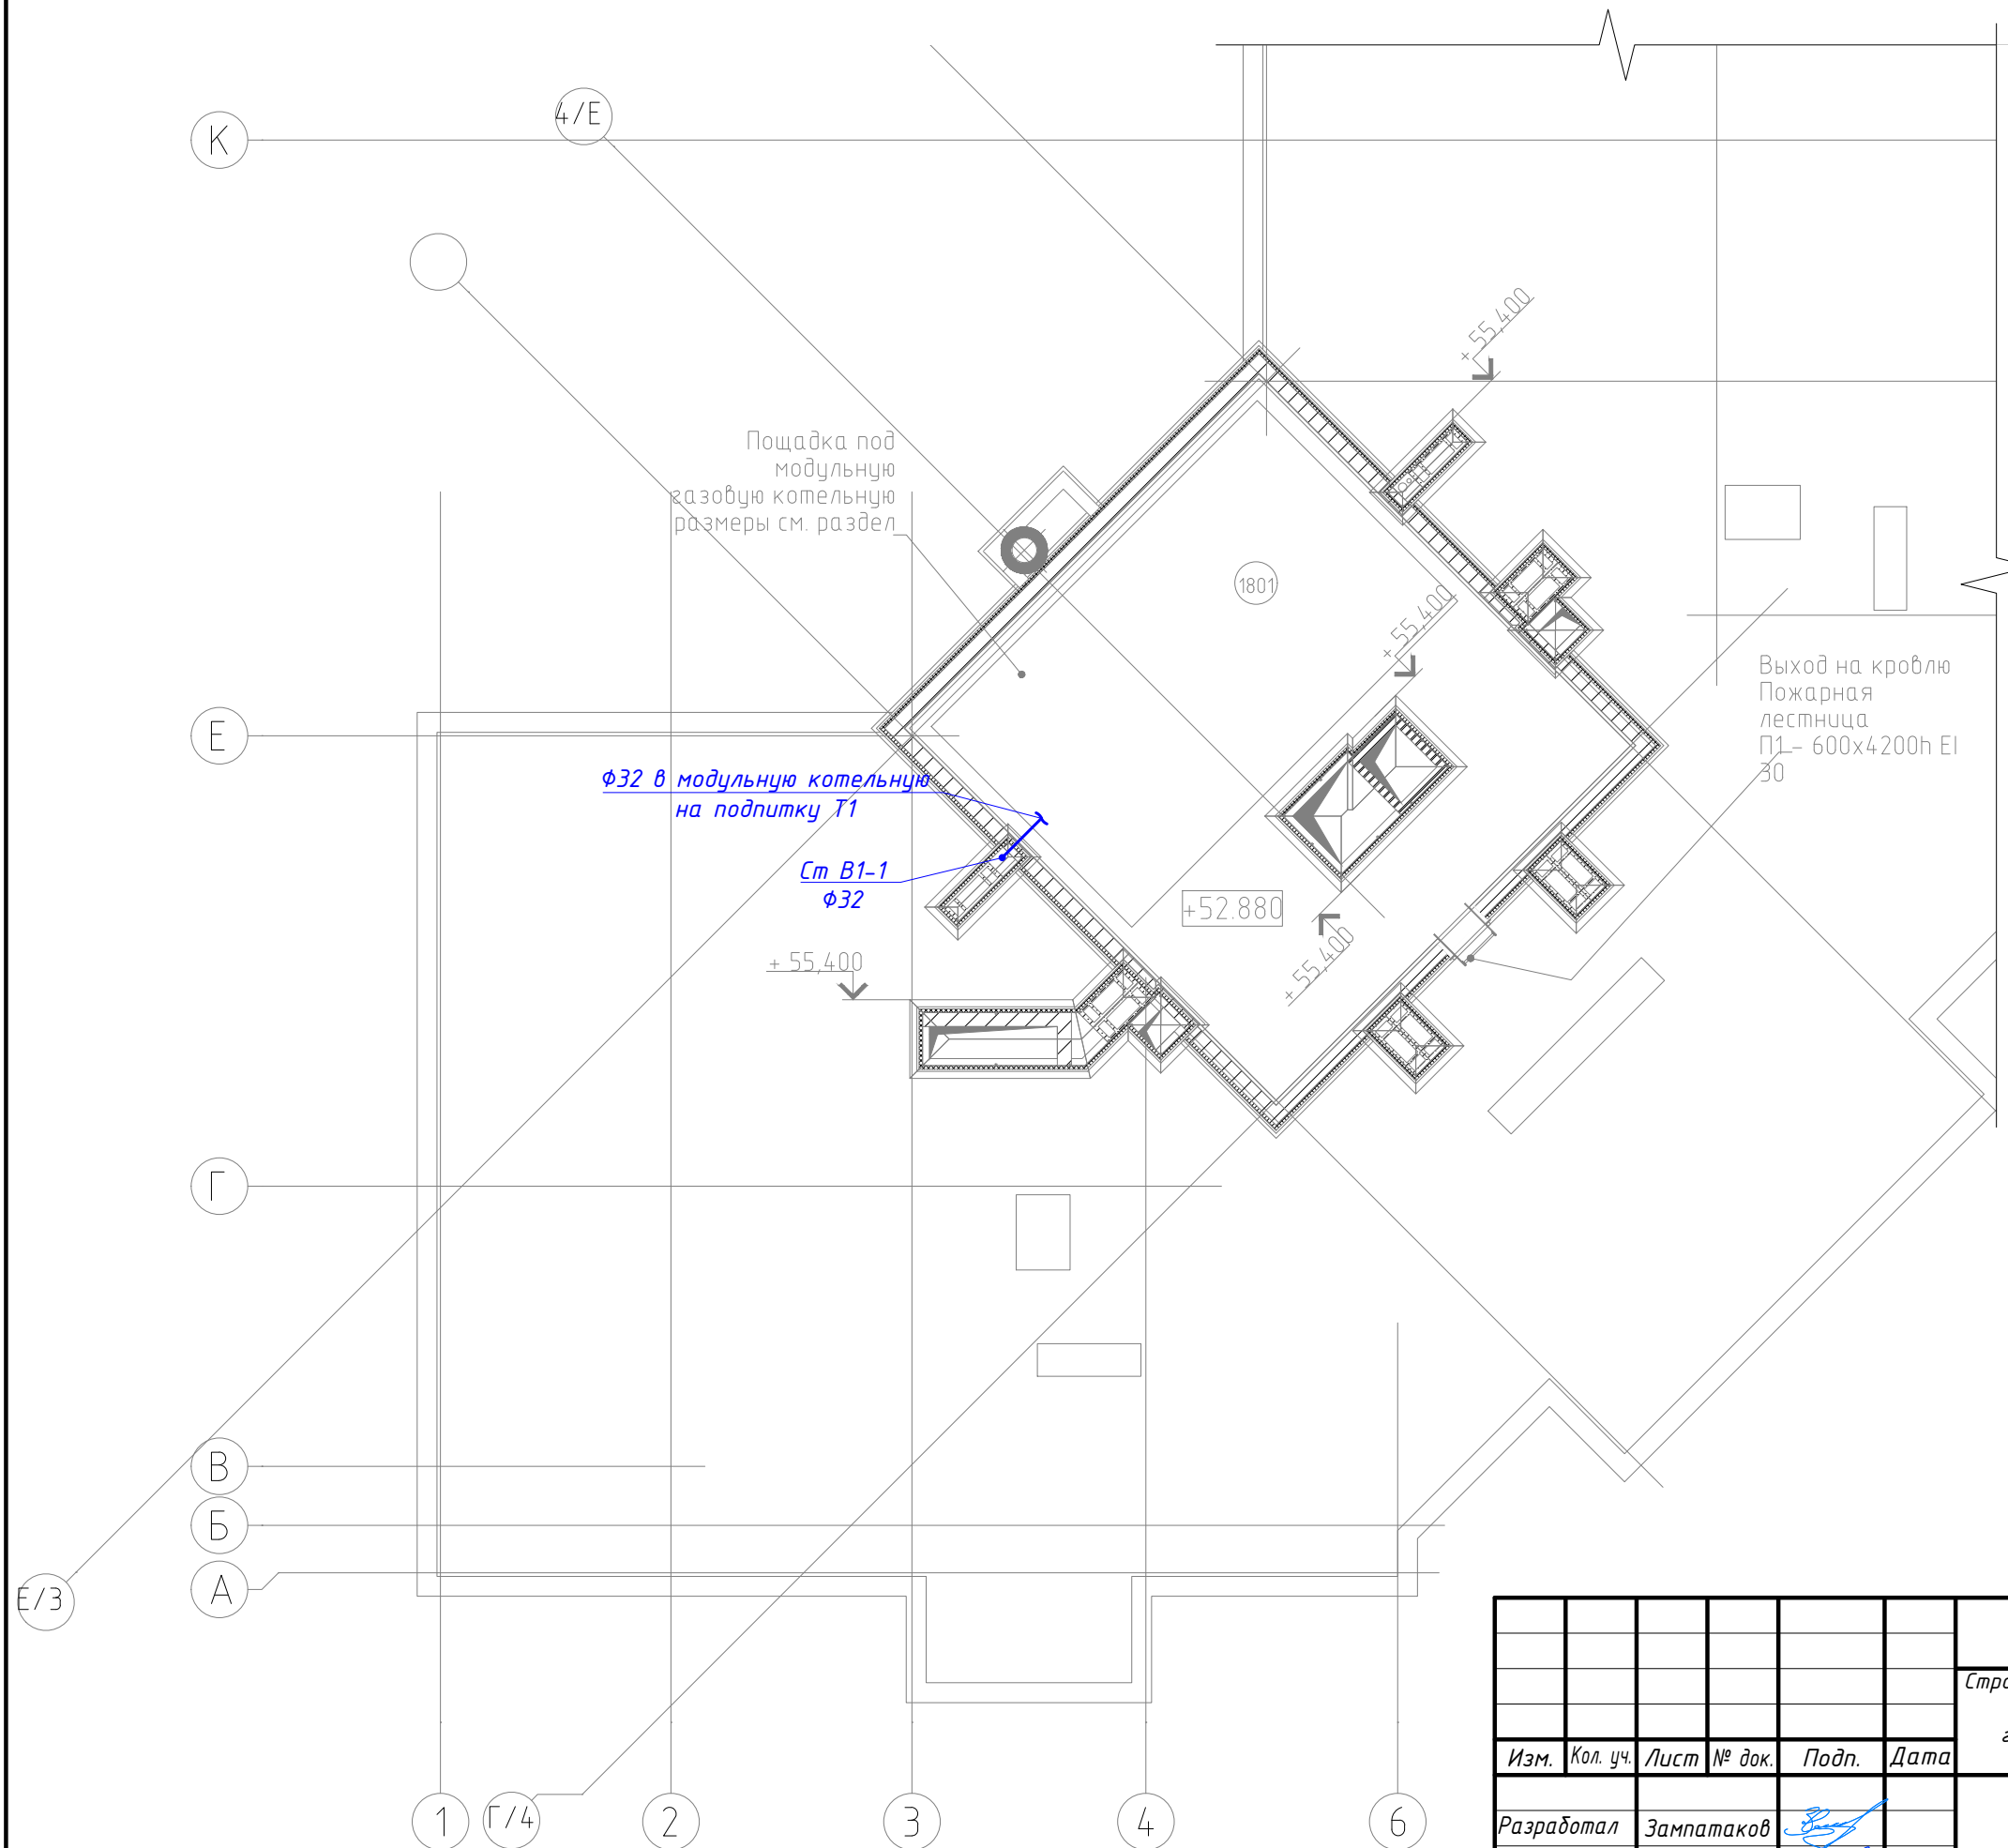 4/Е
К
+ 55,400
Пощадка под
модульную
газовую котельную
размеры см. раздел
1801
+ 55,400
Выход на кровлю
Пожарная
лестница
П1 - 600х4200h EI
30
Е
Ф32 в модульную котельную
на подпитку Т1
Ст В1-1
Ф32
+52.880
+ 55,400
+ 55,400
Г
В
Б
А
Е/3
Изм. Кол. уч. Лист № док. Подп. Дата
Разработал Зампатаков
1 Г/4 2 3 4 6